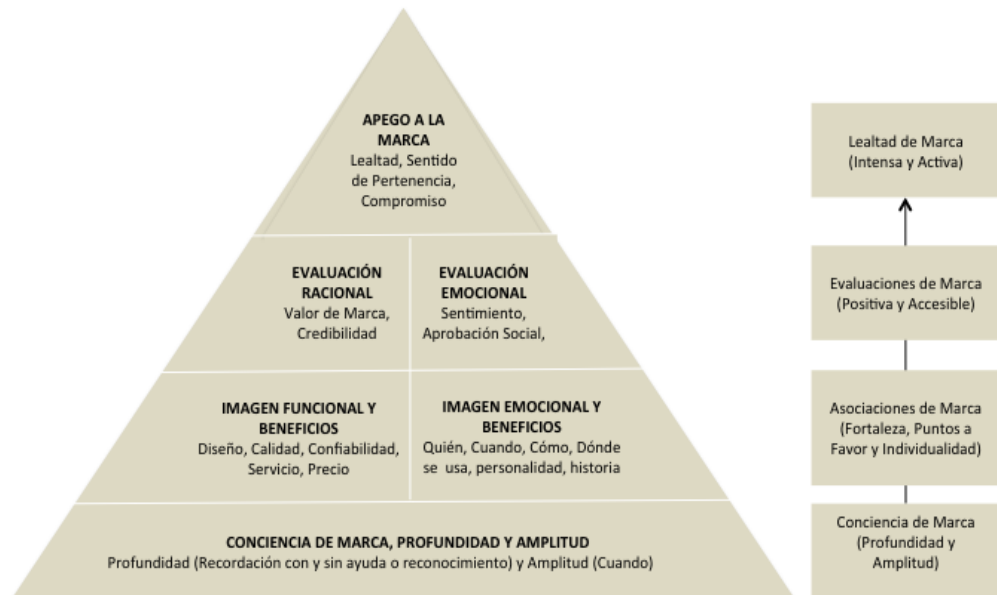 APEGO A LA
MARCA
Lealtad, Sentido
de Pertenencia,
Compromiso
EVALUACIÓN
RACIONAL
Valor de Marca,
Credibilidad
EVALUACIÓN
EMOCIONAL
Sentimiento,
Aprobación Social,
IMAGEN FUNCIONAL Y
BENEFICIOS
Diseño, Calidad, Confiabilidad,
Servicio, Precio
IMAGEN EMOCIONAL Y
BENEFICIOS
Quién, Cuando, Cómo, Dónde
se usa, personalidad, historia
CONCIENCIA DE MARCA, PROFUNDIDAD Y AMPLITUD
Profundidad (Recordación con y sin ayuda o reconocimiento) y Amplitud (Cuando)
Lealtad de Marca
(Intensa y Activa)
Evaluaciones de Marca
(Positiva y Accesible)
Asociaciones de Marca
(Fortaleza, Puntos a
Favor y Individualidad)
Conciencia de Marca
(Profundidad y
Amplitud)